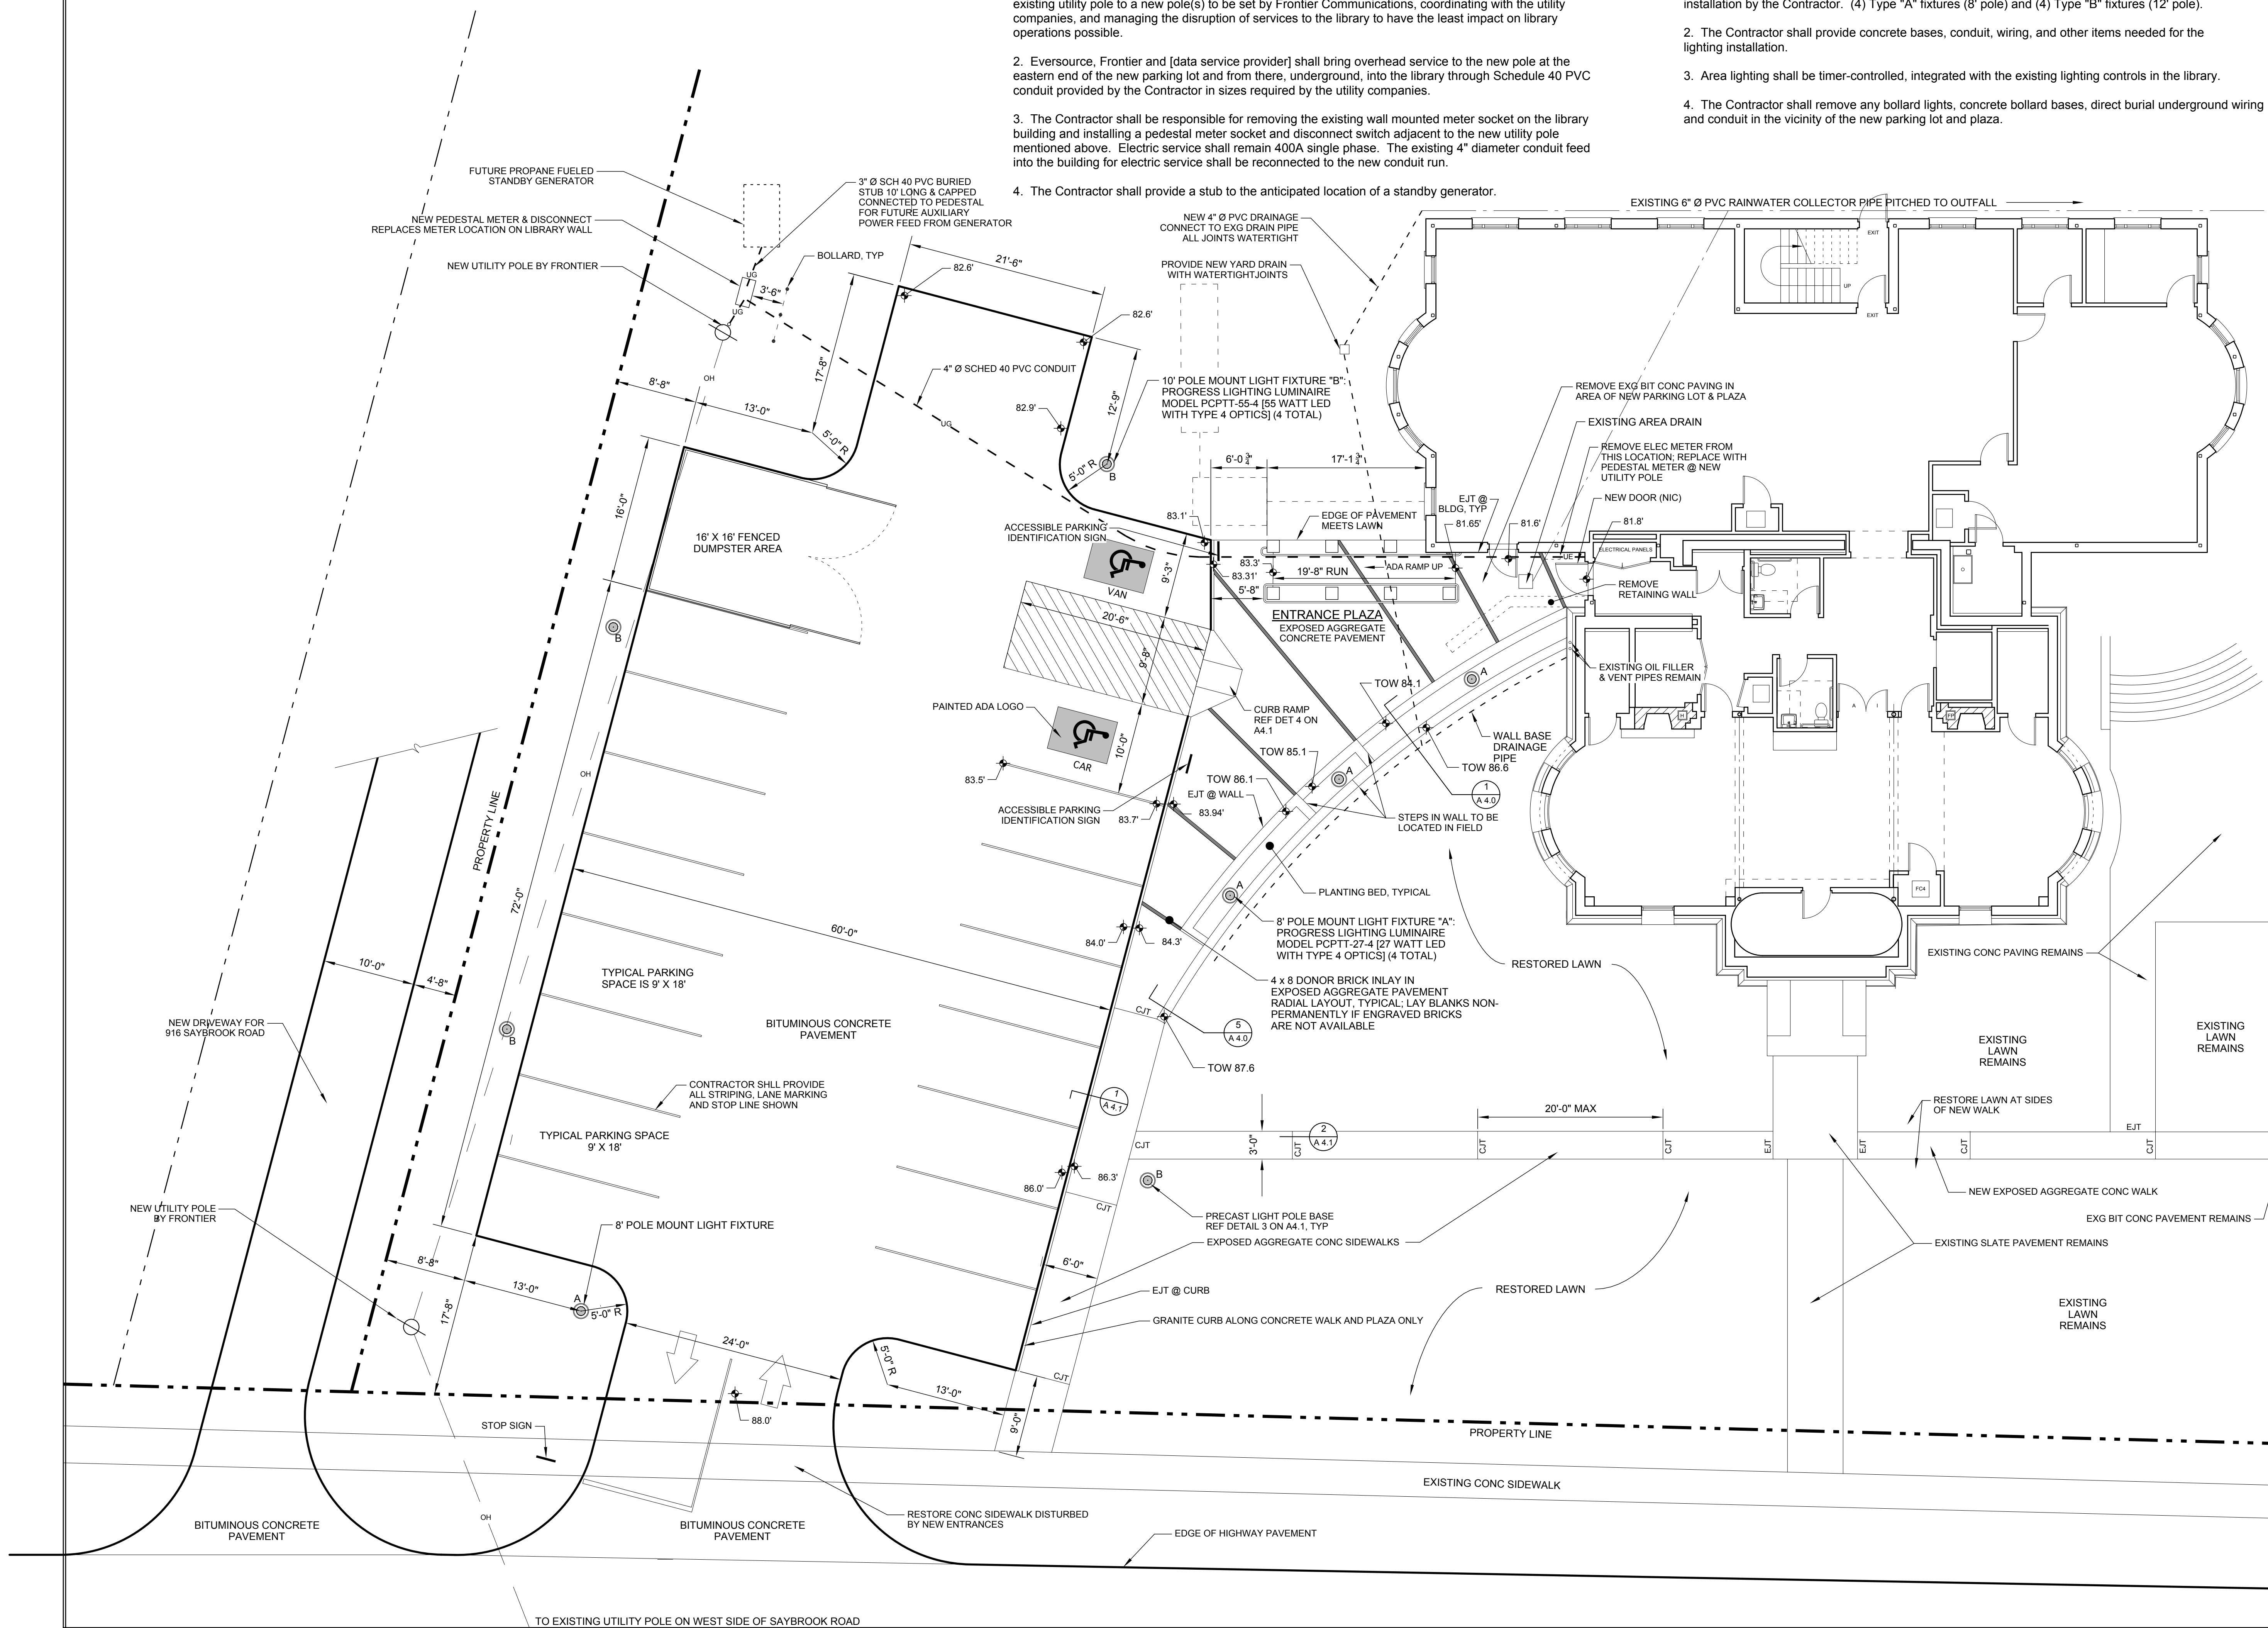 existing utility pole to a new pole(s) to be set by Frontier Communications, coordinating with the utility
companies, and managing the disruption of services to the library to have the least impact on library
operations possible.
2. Eversource, Frontier and [data service provider] shall bring overhead service to the new pole at the
eastern end of the new parking lot and from there, underground, into the library through Schedule 40 PVC
conduit provided by the Contractor in sizes required by the utility companies.
3. The Contractor shall be responsible for removing the existing wall mounted meter socket on the library
building and installing a pedestal meter socket and disconnect switch adjacent to the new utility pole
mentioned above. Electric service shall remain 400A single phase. The existing 4" diameter conduit feed
into the building for electric service shall be reconnected to the new conduit run.
4. The Contractor shall provide a stub to the anticipated location of a standby generator.
installation by the Contractor. (4) Type "A" fixtures (8' pole) and (4) Type "B" fixtures (12' pole).
2. The Contractor shall provide concrete bases, conduit, wiring, and other items needed for the
lighting installation.
3. Area lighting shall be timer-controlled, integrated with the existing lighting controls in the library.
4. The Contractor shall remove any bollard lights, concrete bollard bases, direct burial underground wiring
and conduit in the vicinity of the new parking lot and plaza.
FUTURE PROPANE FUELED
STANDBY GENERATOR
NEW PEDESTAL METER & DISCONNECT
REPLACES METER LOCATION ON LIBRARY WALL
NEW UTILITY POLE BY FRONTIER
3" Ø SCH 40 PVC BURIED
STUB 10' LONG & CAPPED
CONNECTED TO PEDESTAL
FOR FUTURE AUXILIARY
POWER FEED FROM GENERATOR
BOLLARD, TYP
UG
3'-6"
UG
21'-6"
82.6'
82.6'
17'-8"
12'-9"
4" Ø SCHED 40 PVC CONDUIT
82.9'
UG
OH
8'-8"
13'-0"
5'-0" R
5'-0" R
B
NEW 4" Ø PVC DRAINAGE
CONNECT TO EXG DRAIN PIPE
ALL JOINTS WATERTIGHT
PROVIDE NEW YARD DRAIN
WITH WATERTIGHTJOINTS
EXISTING 6" Ø PVC RAINWATER COLLECTOR PIPE PITCHED TO OUTFALL
EXIT
UP
EXIT
10' POLE MOUNT LIGHT FIXTURE "B":
PROGRESS LIGHTING LUMINAIRE
MODEL PCPTT-55-4 [55 WATT LED
WITH TYPE 4 OPTICS] (4 TOTAL)
REMOVE EXG BIT CONC PAVING IN
AREA OF NEW PARKING LOT & PLAZA
EXISTING AREA DRAIN
REMOVE ELEC METER FROM
THIS LOCATION; REPLACE WITH
PEDESTAL METER @ NEW
UTILITY POLE
NEW DOOR (NIC)
6'-0 3/4"
17'-1 3/4"
EJT @
BLDG, TYP
81.65'
81.6'
81.8'
EDGE OF PAVEMENT
MEETS LAWN
ELECTRICAL PANELS
UE
83.1'
83.3'
83.31'
19'-8" RUN
ADA RAMP UP
5'-8"
REMOVE
RETAINING WALL
ENTRANCE PLAZA
EXPOSED AGGREGATE
CONCRETE PAVEMENT
ACCESSIBLE PARKING
IDENTIFICATION SIGN
VAN
9'-3"
20'-6"
9'-8"
16'-0"
16' X 16' FENCED
DUMPSTER AREA
B
EXISTING OIL FILLER
& VENT PIPES REMAIN
A
TOW 84.1
PAINTED ADA LOGO
CAR
10'-0"
CURB RAMP
REF DET 4 ON
A4.1
WALL BASE
DRAINAGE
PIPE
TOW 86.6
TOW 85.1
A
TOW 86.1
EJT @ WALL
1
A 4.0
STEPS IN WALL TO BE
LOCATED IN FIELD
83.5'
ACCESSIBLE PARKING
IDENTIFICATION SIGN
83.7'
83.94'
H
A
I
FP
FC4
OH
PROPERTY LINE
72'-0"
60'-0"
PLANTING BED, TYPICAL
A
8' POLE MOUNT LIGHT FIXTURE "A":
PROGRESS LIGHTING LUMINAIRE
MODEL PCPTT-27-4 [27 WATT LED
WITH TYPE 4 OPTICS] (4 TOTAL)
84.0'
84.3'
4 x 8 DONOR BRICK INLAY IN
EXPOSED AGGREGATE PAVEMENT
RADIAL LAYOUT, TYPICAL; LAY BLANKS NON-
PERMANENTLY IF ENGRAVED BRICKS
ARE NOT AVAILABLE
RESTORED LAWN
EXISTING CONC PAVING REMAINS
10'-0"
4'-8"
TYPICAL PARKING
SPACE IS 9' X 18'
NEW DRIVEWAY FOR
916 SAYBROOK ROAD
B
BITUMINOUS CONCRETE
PAVEMENT
CJT
5
A 4.0
TOW 87.6
EXISTING
LAWN
REMAINS
EXISTING
LAWN
REMAINS
CONTRACTOR SHLL PROVIDE
ALL STRIPING, LANE MARKING
AND STOP LINE SHOWN
1
A 4.1
20'-0" MAX
RESTORE LAWN AT SIDES
OF NEW WALK
TYPICAL PARKING SPACE
9' X 18'
CJT
3'-0"
CJT
2
A 4.1
CJT
CJT
EJT
EJT
CJT
EJT
CJT
86.0'
86.3'
CJT
B
NEW EXPOSED AGGREGATE CONC WALK
EXG BIT CONC PAVEMENT REMAINS
NEW UTILITY POLE
BY FRONTIER
8' POLE MOUNT LIGHT FIXTURE
PRECAST LIGHT POLE BASE
REF DETAIL 3 ON A4.1, TYP
EXPOSED AGGREGATE CONC SIDEWALKS
EXISTING SLATE PAVEMENT REMAINS
8'-8"
13'-0"
17'-8"
A
5'-0" R
6'-0"
EJT @ CURB
RESTORED LAWN
GRANITE CURB ALONG CONCRETE WALK AND PLAZA ONLY
EXISTING
LAWN
REMAINS
24'-0"
5'-0" R
13'-0"
CJT
9'-0"
88.0'
STOP SIGN
PROPERTY LINE
EXISTING CONC SIDEWALK
OH
BITUMINOUS CONCRETE
PAVEMENT
BITUMINOUS CONCRETE
PAVEMENT
RESTORE CONC SIDEWALK DISTURBED
BY NEW ENTRANCES
EDGE OF HIGHWAY PAVEMENT
TO EXISTING UTILITY POLE ON WEST SIDE OF SAYBROOK ROAD